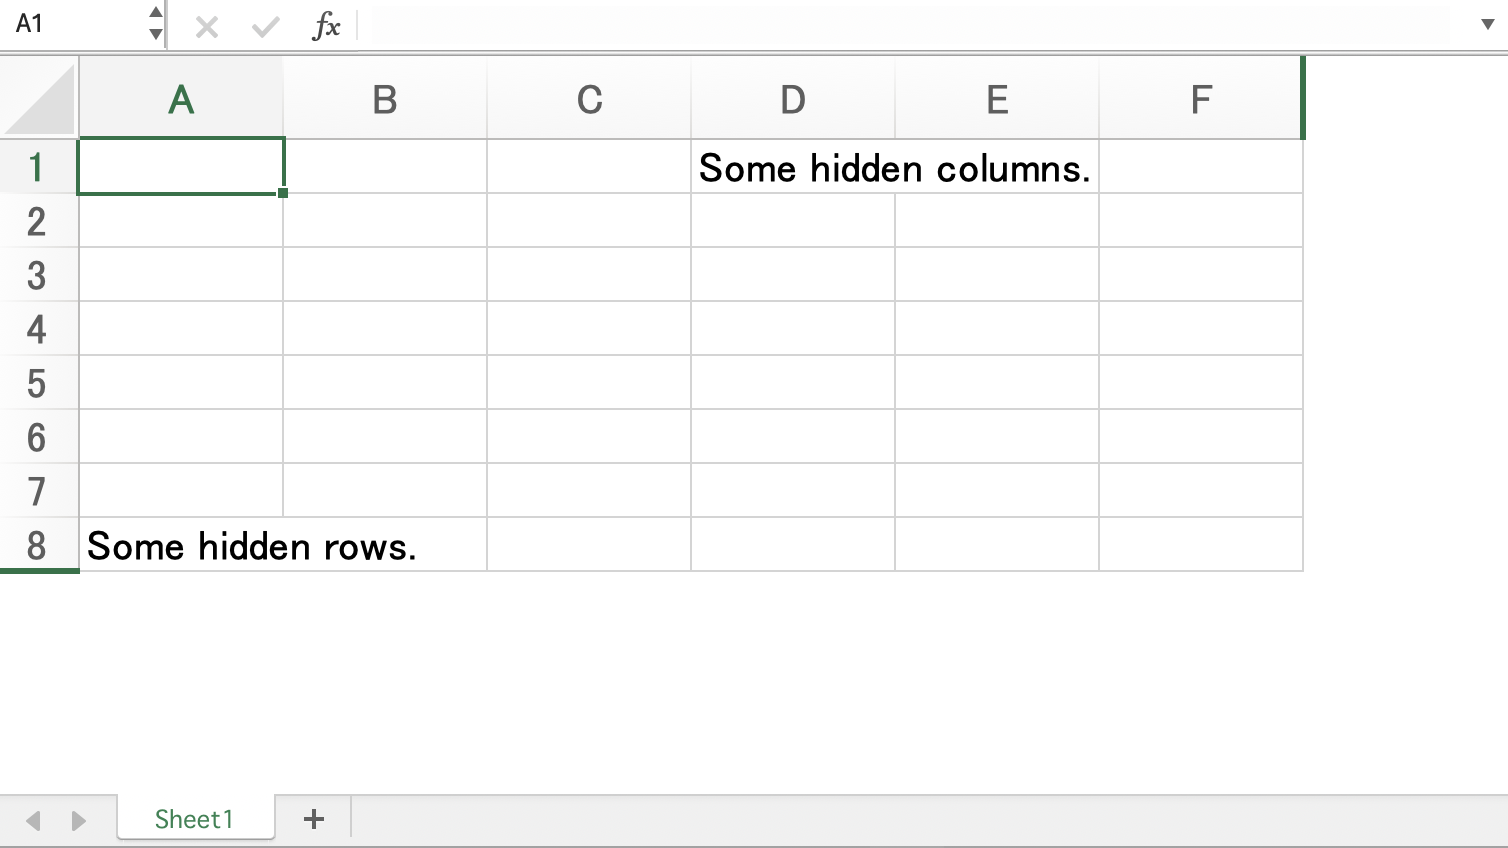 A1 fx
A B C D E F
1 Some hidden columns.
2
3
4
5
6
7
8 Some hidden rows.
Sheet1 +